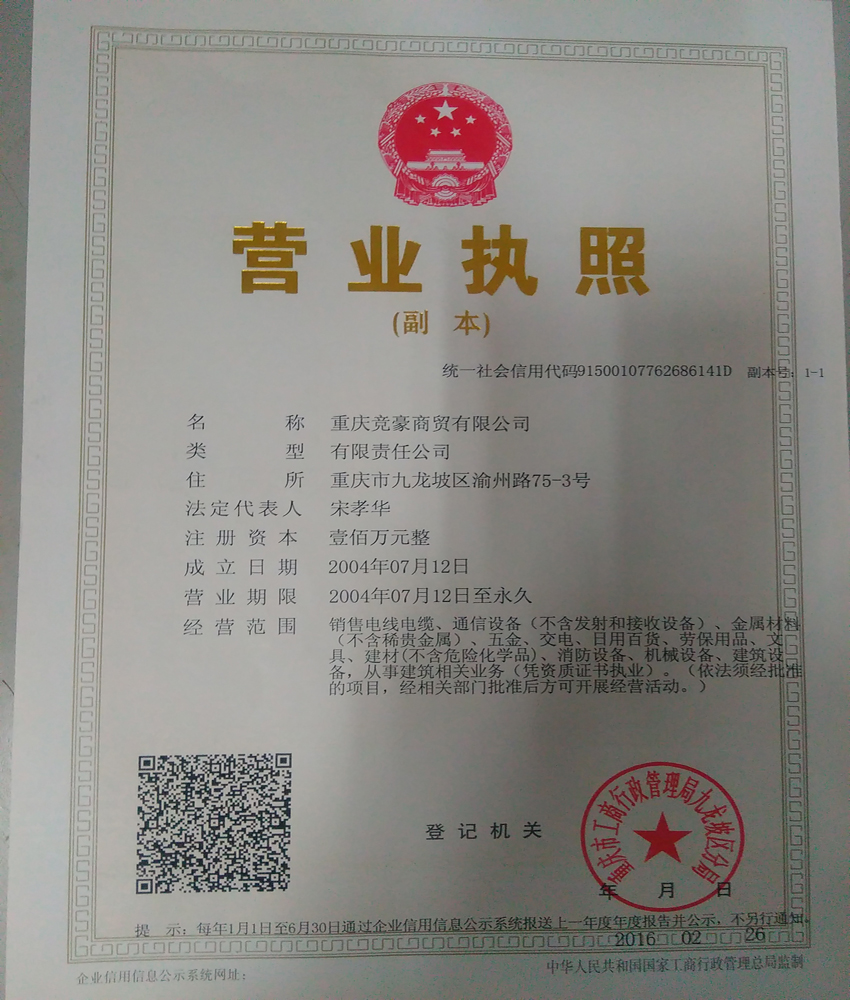 营业执照
(副 本)
统一社会信用代码91500107762686141D 副本号：1-1
名 称 重庆竞豪商贸有限公司
类 型 有限责任公司
住 所 重庆市九龙坡区渝州路75-3号
法定代表人 宋孝华
注册资本 壹佰万元整
成立日期 2004年07月12日
营业期限 2004年07月12日至永久
经营范围 销售电线电缆、通信设备（不含发射和接收设备）、金属材料
（不含稀贵金属）、五金、交电、日用百货、劳保用品、文
具、建材(不含危险化学品)、消防设备、机械设备、建筑设
备，从事建筑相关业务（凭资质证书执业）。（依法须经批准
的项目，经相关部门批准后方可开展经营活动。）
重庆市工商行政管理局九龙坡区分局
登记机关
年 月 日
提 示：每年1月1日至6月30日通过企业信用信息公示系统报送上一年度年度报告并公示，不另行通知。
2016 02 26
企业信用信息公示系统网址：
中华人民共和国国家工商行政管理总局监制